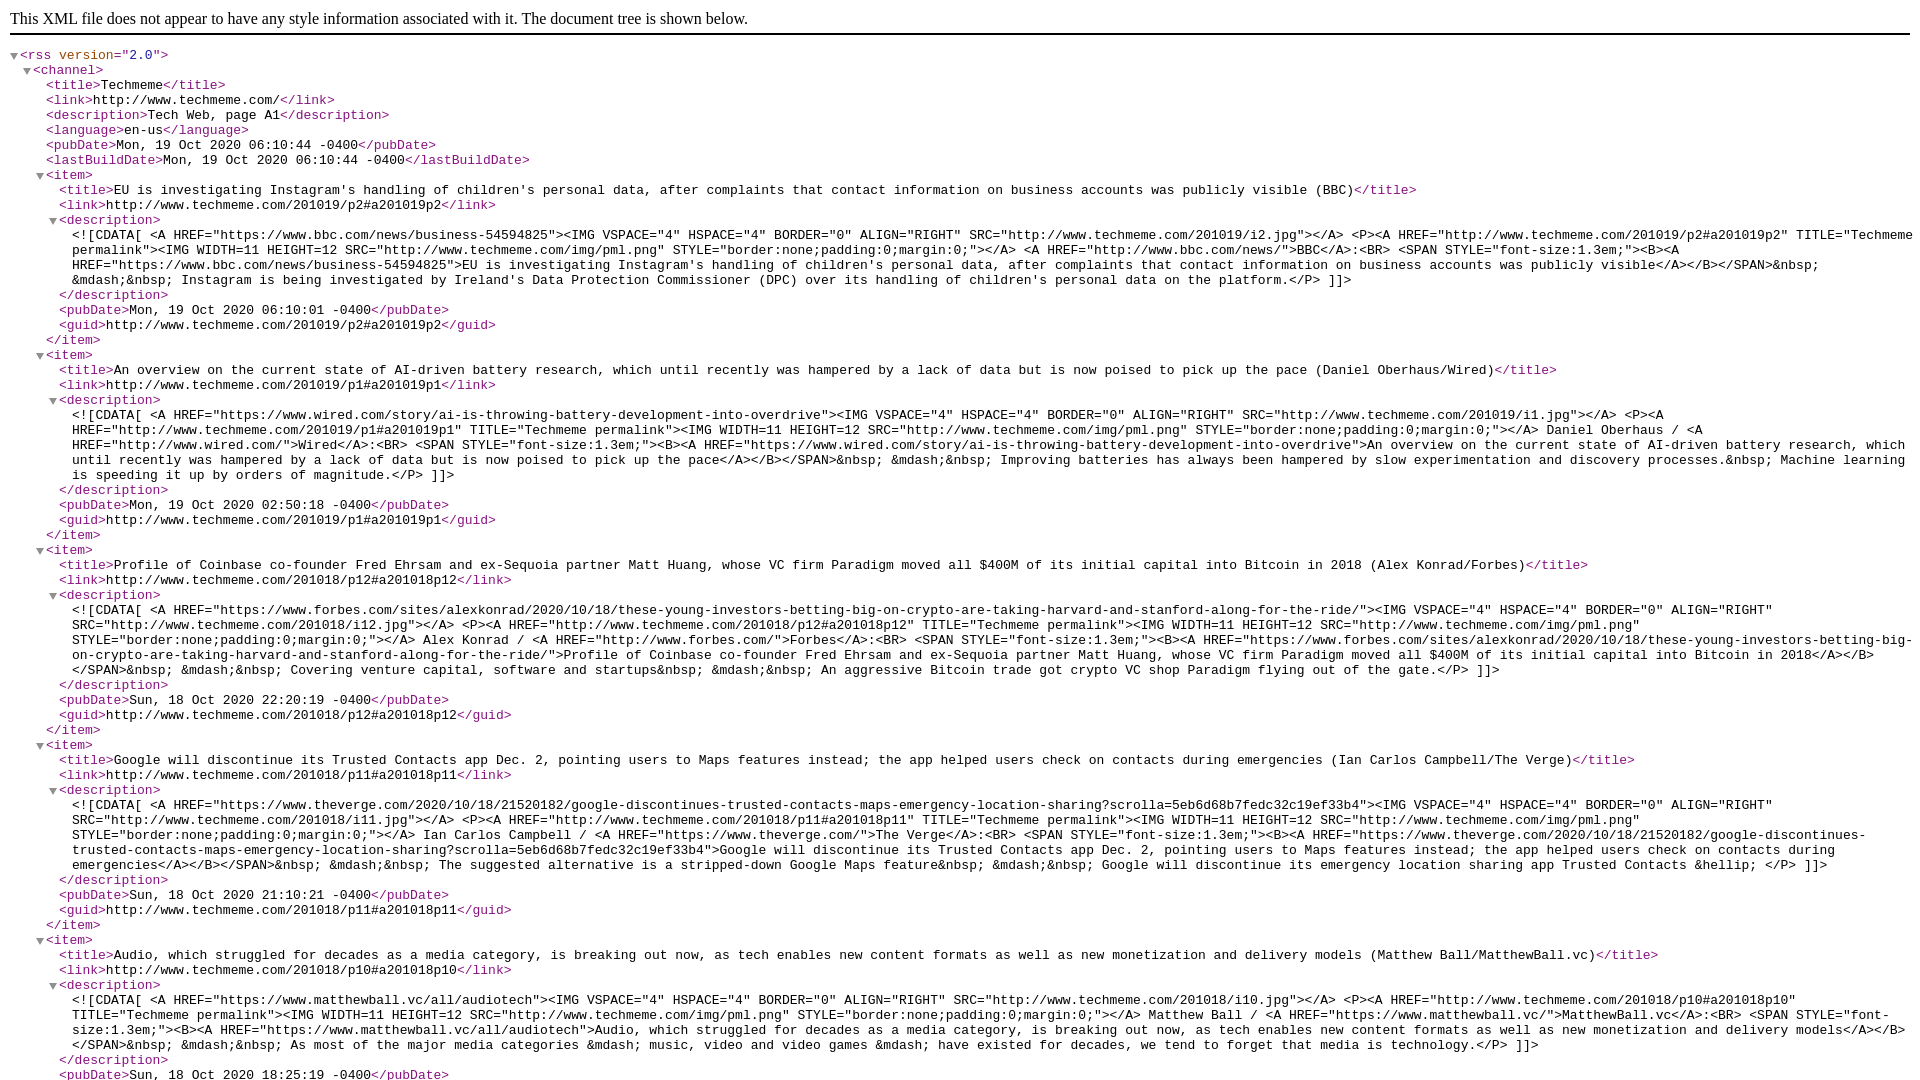 This XML file does not appear to have any style information associated with it. The document tree is shown below.
<rss version="2.0">
<channel>
<title>Techmeme</title>
<link>http://www.techmeme.com/</link>
<description>Tech Web, page A1</description>
<language>en-us</language>
<pubDate>Mon, 19 Oct 2020 06:10:44 -0400</pubDate>
<lastBuildDate>Mon, 19 Oct 2020 06:10:44 -0400</lastBuildDate>
<item>
<title>EU is investigating Instagram's handling of children's personal data, after complaints that contact information on business accounts was publicly visible (BBC)</title>
<link>http://www.techmeme.com/201019/p2#a201019p2</link>
<description>
<![CDATA[ <A HREF="https://www.bbc.com/news/business-54594825"><IMG VSPACE="4" HSPACE="4" BORDER="0" ALIGN="RIGHT" SRC="http://www.techmeme.com/201019/i2.jpg"></A> <P><A HREF="http://www.techmeme.com/201019/p2#a201019p2" TITLE="Techmeme
permalink"><IMG WIDTH=11 HEIGHT=12 SRC="http://www.techmeme.com/img/pml.png" STYLE="border:none;padding:0;margin:0;"></A> <A HREF="http://www.bbc.com/news/">BBC</A>:<BR> <SPAN STYLE="font-size:1.3em;"><B><A
HREF="https://www.bbc.com/news/business-54594825">EU is investigating Instagram's handling of children's personal data, after complaints that contact information on business accounts was publicly visible</A></B></SPAN>&nbsp;
&mdash;&nbsp; Instagram is being investigated by Ireland's Data Protection Commissioner (DPC) over its handling of children's personal data on the platform.</P> ]]>
</description>
<pubDate>Mon, 19 Oct 2020 06:10:01 -0400</pubDate>
<guid>http://www.techmeme.com/201019/p2#a201019p2</guid>
</item>
<item>
<title>An overview on the current state of AI-driven battery research, which until recently was hampered by a lack of data but is now poised to pick up the pace (Daniel Oberhaus/Wired)</title>
<link>http://www.techmeme.com/201019/p1#a201019p1</link>
<description>
<![CDATA[ <A HREF="https://www.wired.com/story/ai-is-throwing-battery-development-into-overdrive"><IMG VSPACE="4" HSPACE="4" BORDER="0" ALIGN="RIGHT" SRC="http://www.techmeme.com/201019/i1.jpg"></A> <P><A
HREF="http://www.techmeme.com/201019/p1#a201019p1" TITLE="Techmeme permalink"><IMG WIDTH=11 HEIGHT=12 SRC="http://www.techmeme.com/img/pml.png" STYLE="border:none;padding:0;margin:0;"></A> Daniel Oberhaus / <A
HREF="http://www.wired.com/">Wired</A>:<BR> <SPAN STYLE="font-size:1.3em;"><B><A HREF="https://www.wired.com/story/ai-is-throwing-battery-development-into-overdrive">An overview on the current state of AI-driven battery research, which
until recently was hampered by a lack of data but is now poised to pick up the pace</A></B></SPAN>&nbsp; &mdash;&nbsp; Improving batteries has always been hampered by slow experimentation and discovery processes.&nbsp; Machine learning
is speeding it up by orders of magnitude.</P> ]]>
</description>
<pubDate>Mon, 19 Oct 2020 02:50:18 -0400</pubDate>
<guid>http://www.techmeme.com/201019/p1#a201019p1</guid>
</item>
<item>
<title>Profile of Coinbase co-founder Fred Ehrsam and ex-Sequoia partner Matt Huang, whose VC firm Paradigm moved all $400M of its initial capital into Bitcoin in 2018 (Alex Konrad/Forbes)</title>
<link>http://www.techmeme.com/201018/p12#a201018p12</link>
<description>
<![CDATA[ <A HREF="https://www.forbes.com/sites/alexkonrad/2020/10/18/these-young-investors-betting-big-on-crypto-are-taking-harvard-and-stanford-along-for-the-ride/"><IMG VSPACE="4" HSPACE="4" BORDER="0" ALIGN="RIGHT"
SRC="http://www.techmeme.com/201018/i12.jpg"></A> <P><A HREF="http://www.techmeme.com/201018/p12#a201018p12" TITLE="Techmeme permalink"><IMG WIDTH=11 HEIGHT=12 SRC="http://www.techmeme.com/img/pml.png"
STYLE="border:none;padding:0;margin:0;"></A> Alex Konrad / <A HREF="http://www.forbes.com/">Forbes</A>:<BR> <SPAN STYLE="font-size:1.3em;"><B><A HREF="https://www.forbes.com/sites/alexkonrad/2020/10/18/these-young-investors-betting-big-
on-crypto-are-taking-harvard-and-stanford-along-for-the-ride/">Profile of Coinbase co-founder Fred Ehrsam and ex-Sequoia partner Matt Huang, whose VC firm Paradigm moved all $400M of its initial capital into Bitcoin in 2018</A></B>
</SPAN>&nbsp; &mdash;&nbsp; Covering venture capital, software and startups&nbsp; &mdash;&nbsp; An aggressive Bitcoin trade got crypto VC shop Paradigm flying out of the gate.</P> ]]>
</description>
<pubDate>Sun, 18 Oct 2020 22:20:19 -0400</pubDate>
<guid>http://www.techmeme.com/201018/p12#a201018p12</guid>
</item>
<item>
<title>Google will discontinue its Trusted Contacts app Dec. 2, pointing users to Maps features instead; the app helped users check on contacts during emergencies (Ian Carlos Campbell/The Verge)</title>
<link>http://www.techmeme.com/201018/p11#a201018p11</link>
<description>
<![CDATA[ <A HREF="https://www.theverge.com/2020/10/18/21520182/google-discontinues-trusted-contacts-maps-emergency-location-sharing?scrolla=5eb6d68b7fedc32c19ef33b4"><IMG VSPACE="4" HSPACE="4" BORDER="0" ALIGN="RIGHT"
SRC="http://www.techmeme.com/201018/i11.jpg"></A> <P><A HREF="http://www.techmeme.com/201018/p11#a201018p11" TITLE="Techmeme permalink"><IMG WIDTH=11 HEIGHT=12 SRC="http://www.techmeme.com/img/pml.png"
STYLE="border:none;padding:0;margin:0;"></A> Ian Carlos Campbell / <A HREF="https://www.theverge.com/">The Verge</A>:<BR> <SPAN STYLE="font-size:1.3em;"><B><A HREF="https://www.theverge.com/2020/10/18/21520182/google-discontinues-
trusted-contacts-maps-emergency-location-sharing?scrolla=5eb6d68b7fedc32c19ef33b4">Google will discontinue its Trusted Contacts app Dec. 2, pointing users to Maps features instead; the app helped users check on contacts during
emergencies</A></B></SPAN>&nbsp; &mdash;&nbsp; The suggested alternative is a stripped-down Google Maps feature&nbsp; &mdash;&nbsp; Google will discontinue its emergency location sharing app Trusted Contacts &hellip; </P> ]]>
</description>
<pubDate>Sun, 18 Oct 2020 21:10:21 -0400</pubDate>
<guid>http://www.techmeme.com/201018/p11#a201018p11</guid>
</item>
<item>
<title>Audio, which struggled for decades as a media category, is breaking out now, as tech enables new content formats as well as new monetization and delivery models (Matthew Ball/MatthewBall.vc)</title>
<link>http://www.techmeme.com/201018/p10#a201018p10</link>
<description>
<![CDATA[ <A HREF="https://www.matthewball.vc/all/audiotech"><IMG VSPACE="4" HSPACE="4" BORDER="0" ALIGN="RIGHT" SRC="http://www.techmeme.com/201018/i10.jpg"></A> <P><A HREF="http://www.techmeme.com/201018/p10#a201018p10"
TITLE="Techmeme permalink"><IMG WIDTH=11 HEIGHT=12 SRC="http://www.techmeme.com/img/pml.png" STYLE="border:none;padding:0;margin:0;"></A> Matthew Ball / <A HREF="https://www.matthewball.vc/">MatthewBall.vc</A>:<BR> <SPAN STYLE="font-
size:1.3em;"><B><A HREF="https://www.matthewball.vc/all/audiotech">Audio, which struggled for decades as a media category, is breaking out now, as tech enables new content formats as well as new monetization and delivery models</A></B>
</SPAN>&nbsp; &mdash;&nbsp; As most of the major media categories &mdash; music, video and video games &mdash; have existed for decades, we tend to forget that media is technology.</P> ]]>
</description>
<pubDate>Sun, 18 Oct 2020 18:25:19 -0400</pubDate>